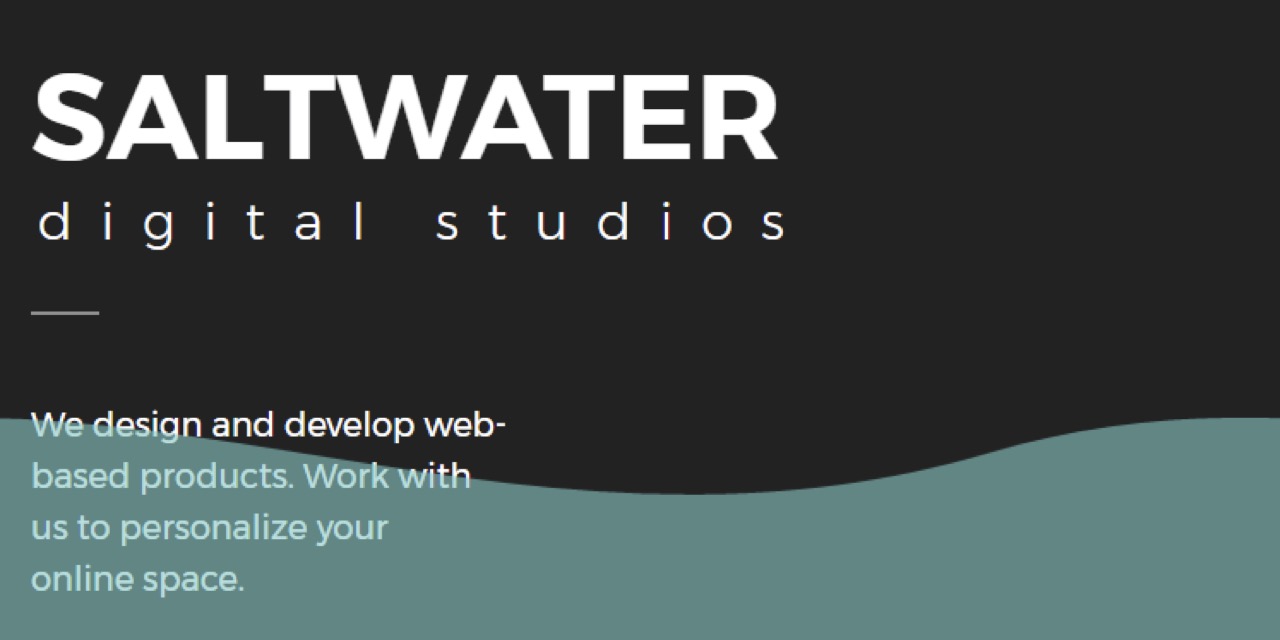 SALTWATER
digital studios
We design and develop web-
based products. Work with
us to personalize your
online space.